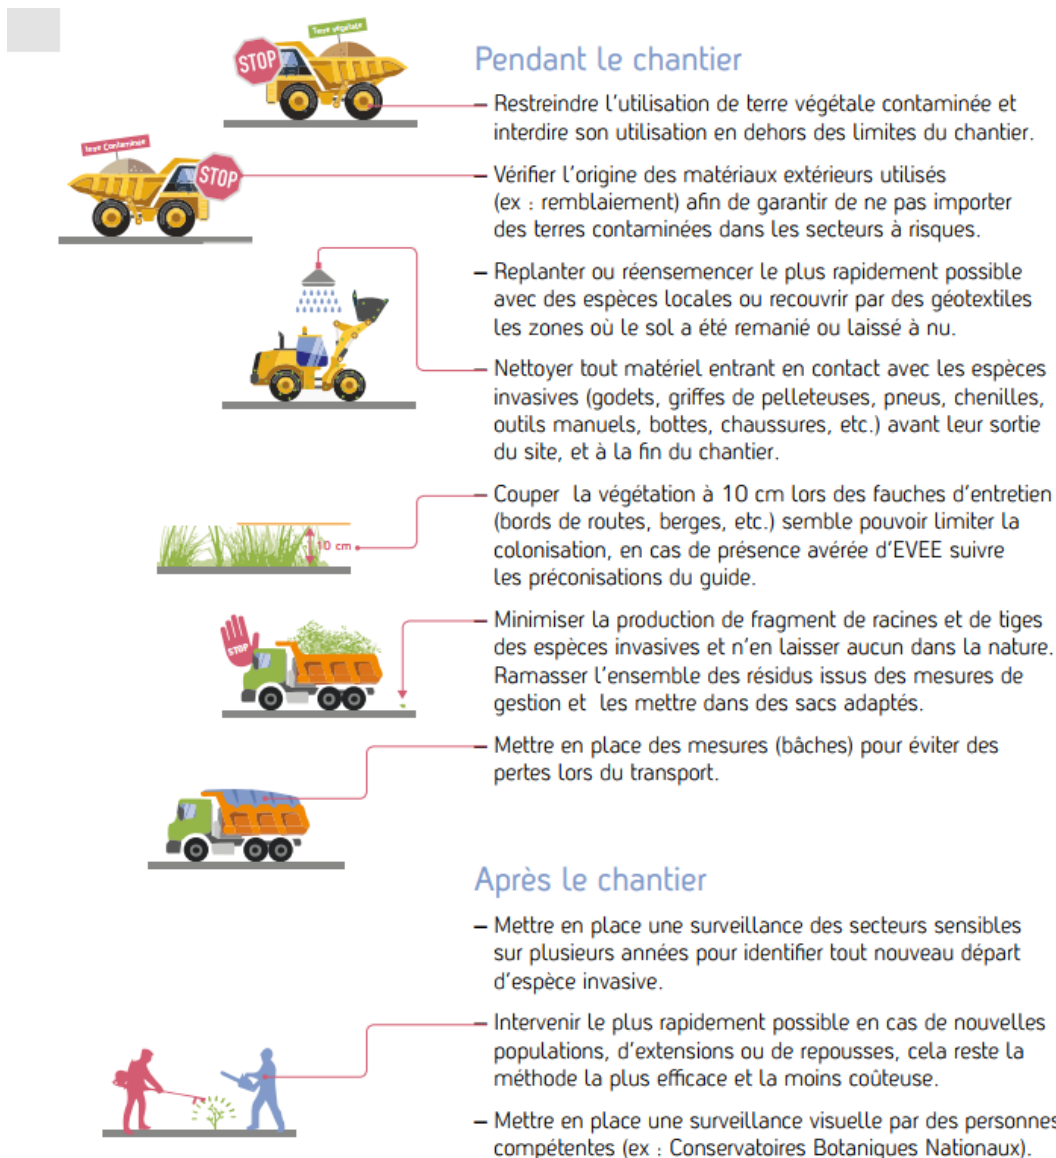 Terre végétale
STOP
Pendant le chantier
– Restreindre l'utilisation de terre végétale contaminée et
interdire son utilisation en dehors des limites du chantier.
Terre Contaminée
STOP
– Vérifier l'origine des matériaux extérieurs utilisés
(ex : remblaiement) afin de garantir de ne pas importer
des terres contaminées dans les secteurs à risques.
– Replanter ou réensemencer le plus rapidement possible
avec des espèces locales ou recouvrir par des géotextiles
les zones où le sol a été remanié ou laissé à nu.
– Nettoyer tout matériel entrant en contact avec les espèces
invasives (godets, griffes de pelleteuses, pneus, chenilles,
outils manuels, bottes, chaussures, etc.) avant leur sortie
du site, et à la fin du chantier.
– Couper la végétation à 10 cm lors des fauches d'entretien
(bords de routes, berges, etc.) semble pouvoir limiter la
colonisation, en cas de présence avérée d'EVEE suivre
les préconisations du guide.
10 cm
– Minimiser la production de fragment de racines et de tiges
des espèces invasives et n'en laisser aucun dans la nature.
Ramasser l'ensemble des résidus issus des mesures de
gestion et les mettre dans des sacs adaptés.
STOP
– Mettre en place des mesures (bâches) pour éviter des
pertes lors du transport.
Après le chantier
– Mettre en place une surveillance des secteurs sensibles
sur plusieurs années pour identifier tout nouveau départ
d'espèce invasive.
– Intervenir le plus rapidement possible en cas de nouvelles
populations, d'extensions ou de repousses, cela reste la
méthode la plus efficace et la moins coûteuse.
– Mettre en place une surveillance visuelle par des personnes
compétentes (ex : Conservatoires Botaniques Nationaux).